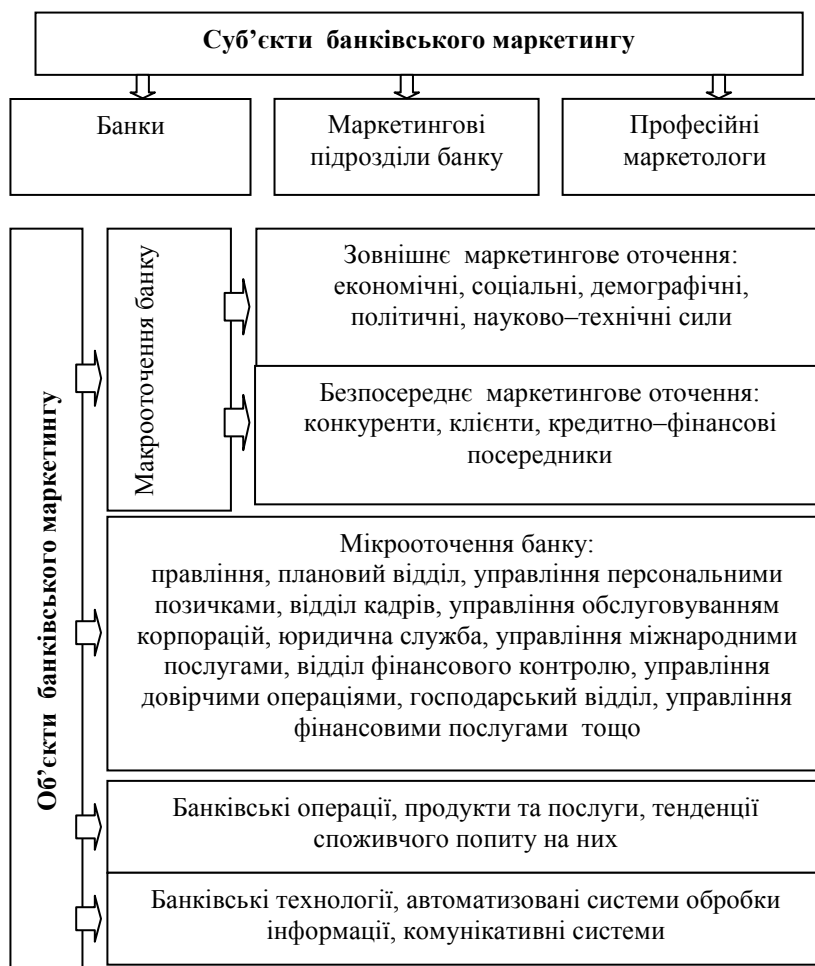 Суб’єкти банківського маркетингу
Банки
Маркетингові
підрозділи банку
Професійні
маркетологи
Об’єкти банківського маркетингу
Макрооточення банку
Зовнішнє маркетингове оточення:
економічні, соціальні, демографічні,
політичні, науково–технічні сили
Безпосереднє маркетингове оточення:
конкуренти, клієнти, кредитно–фінансові
посередники
Мікрооточення банку:
правління, плановий відділ, управління персональними
позичками, відділ кадрів, управління обслуговуванням
корпорацій, юридична служба, управління міжнародними
послугами, відділ фінансового контролю, управління
довірчими операціями, господарський відділ, управління
фінансовими послугами тощо
Банківські операції, продукти та послуги, тенденції
споживчого попиту на них
Банківські технології, автоматизовані системи обробки
інформації, комунікативні системи